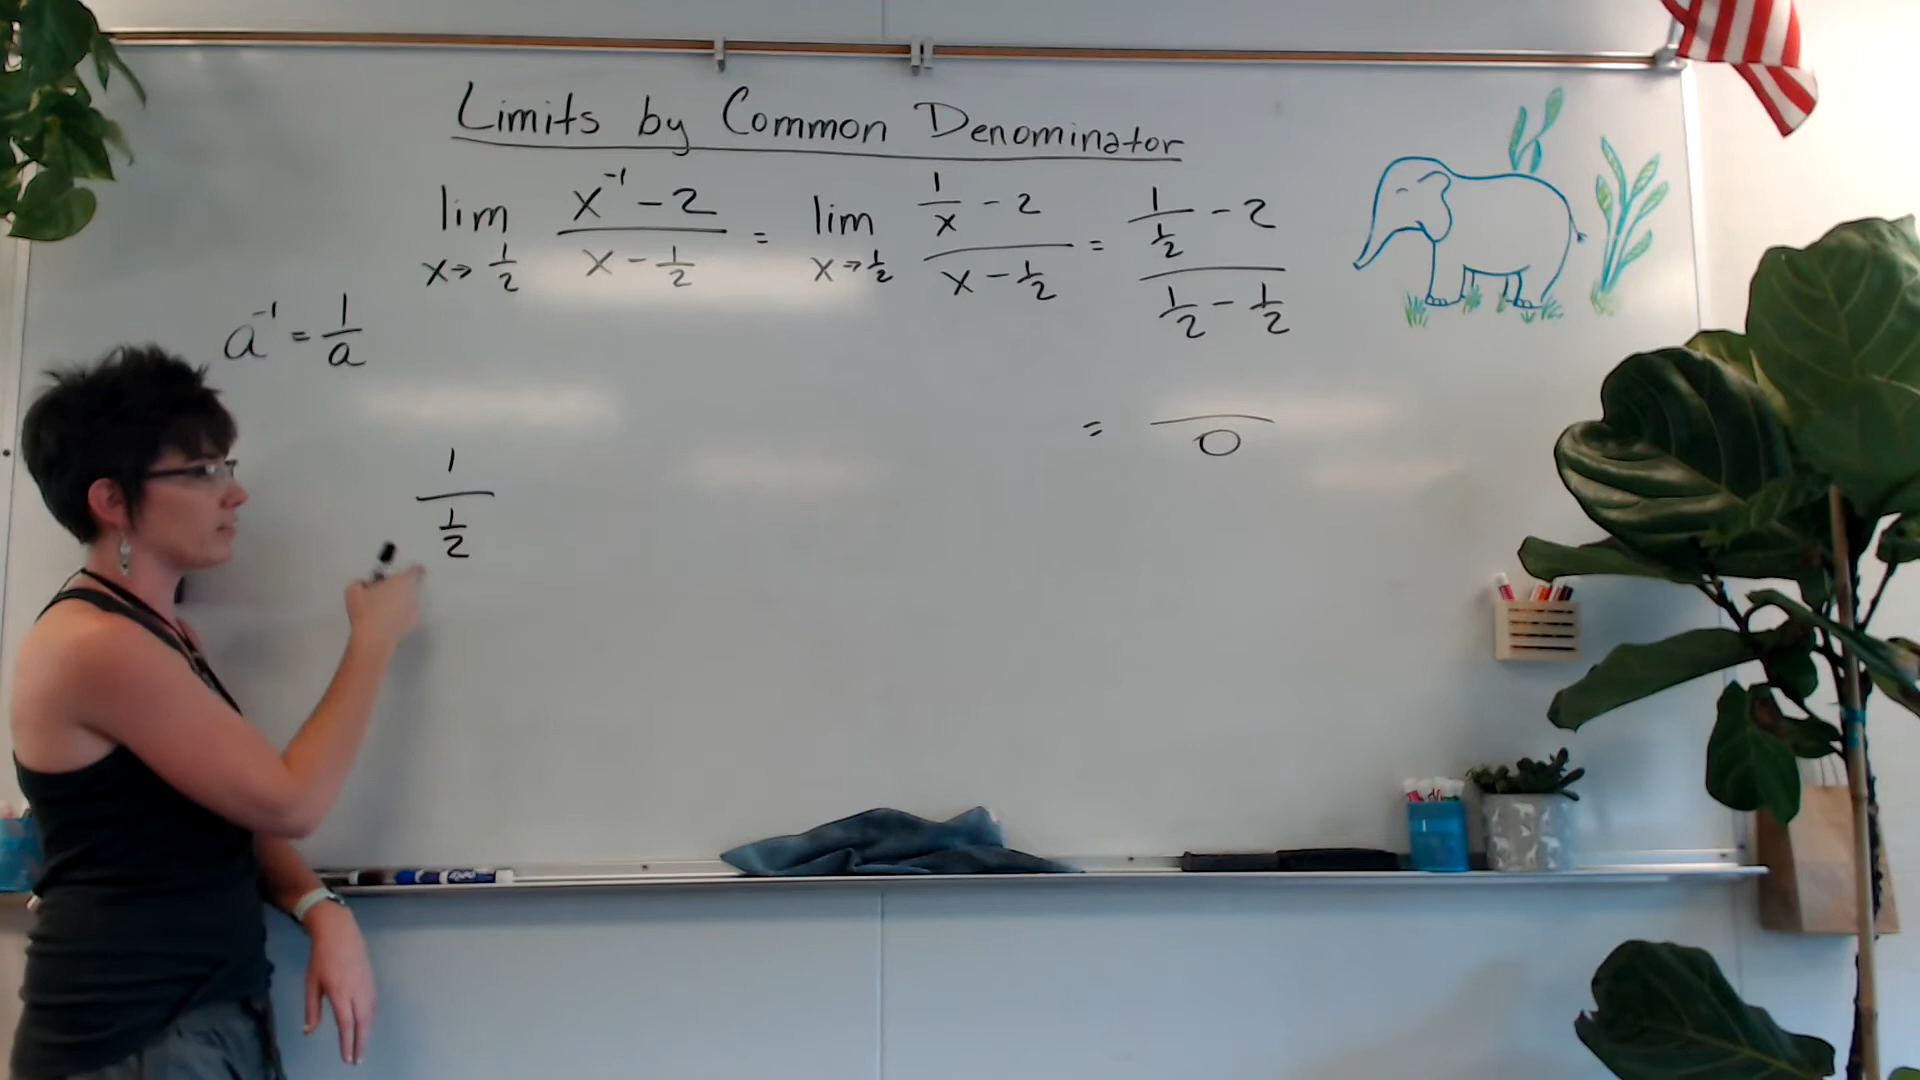 Limits by Common Denominator
lim x→1/2 (x⁻¹ - 2)/(x - 1/2) = lim x→1/2 (1/x - 2)/(x - 1/2) = (1/(1/2) - 2)/(1/2 - 1/2)
a⁻¹ = 1/a
= /0
1/(1/2)